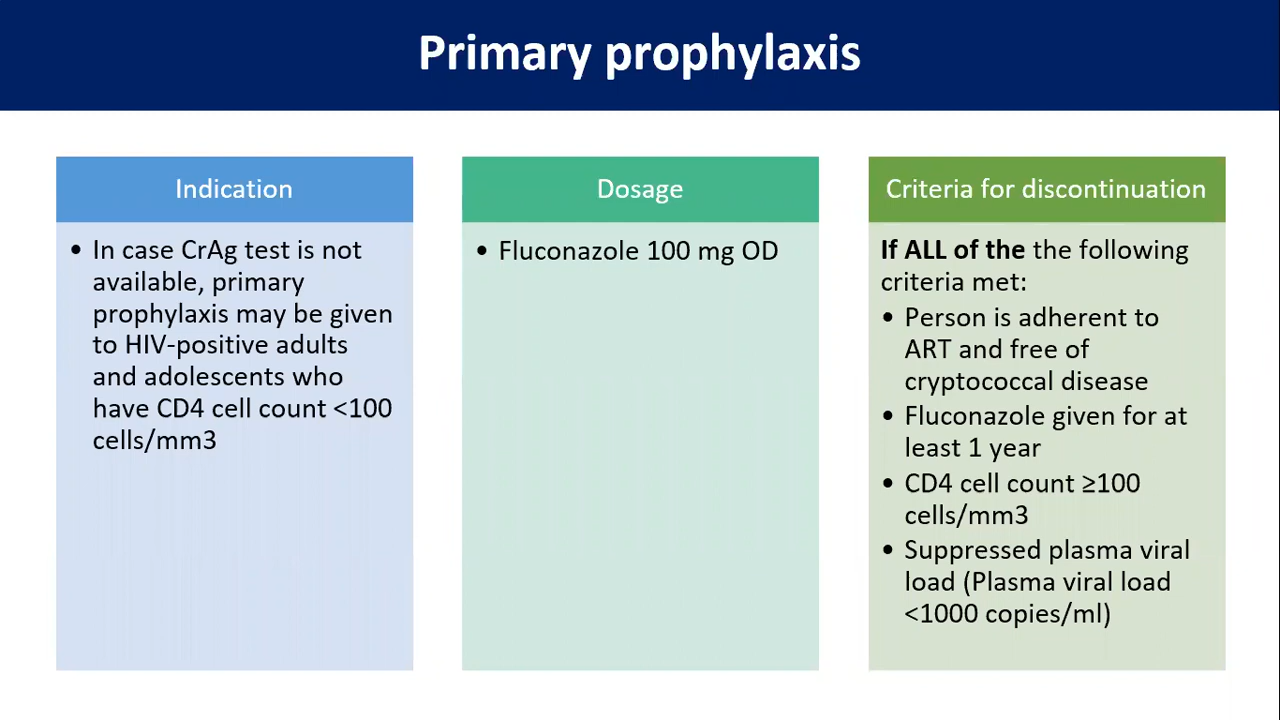 Primary prophylaxis
Indication
• In case CrAg test is not
available, primary
prophylaxis may be given
to HIV-positive adults
and adolescents who
have CD4 cell count <100
cells/mm3
Dosage
• Fluconazole 100 mg OD
Criteria for discontinuation
If ALL of the the following
criteria met:
• Person is adherent to
ART and free of
cryptococcal disease
• Fluconazole given for at
least 1 year
• CD4 cell count ≥100
cells/mm3
• Suppressed plasma viral
load (Plasma viral load
<1000 copies/ml)